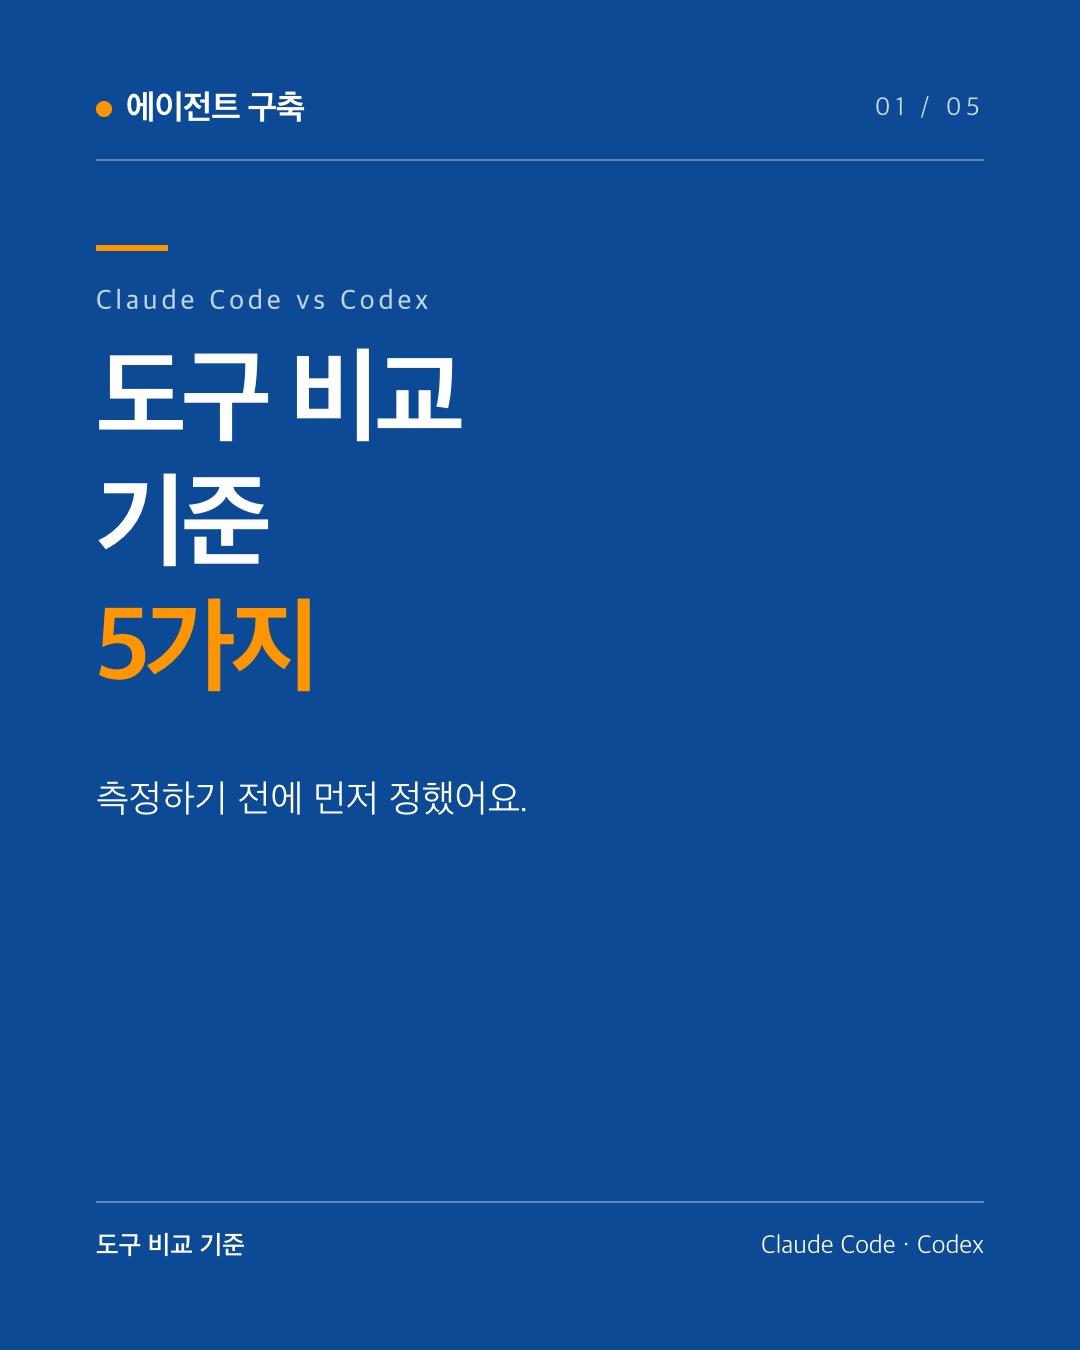 에이전트 구축
01 / 05
Claude Code vs Codex
도구 비교
기준
5가지
측정하기 전에 먼저 정했어요.
도구 비교 기준
Claude Code · Codex